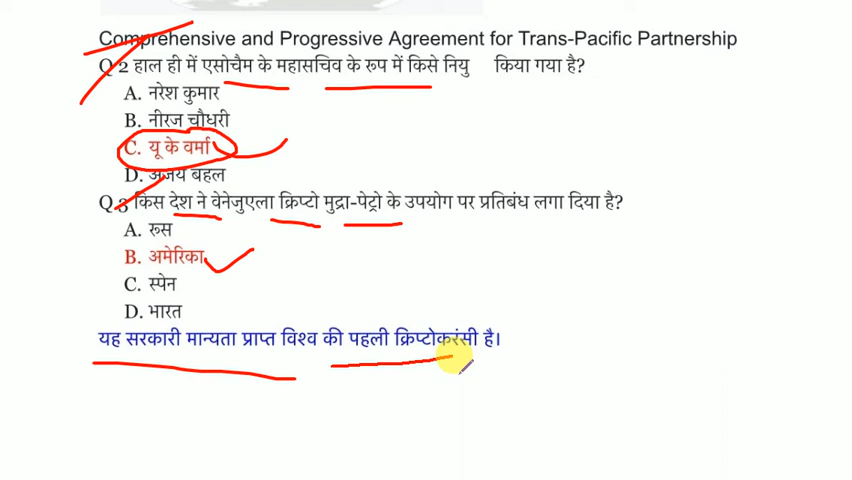 Comprehensive and Progressive Agreement for Trans-Pacific Partnership
Q 2 हाल ही में एसोचैम के महासचिव के रूप में किसे नियु किया गया है?
A. नरेश कुमार
B. नीरज चौधरी
C. यू के वर्मा
D. अजय बहल
Q 3 किस देश ने वेनेजुएला क्रिप्टो मुद्रा-पेट्रो के उपयोग पर प्रतिबंध लगा दिया है?
A. रूस
B. अमेरिका
C. स्पेन
D. भारत
यह सरकारी मान्यता प्राप्त विश्व की पहली क्रिप्टोकरंसी है।